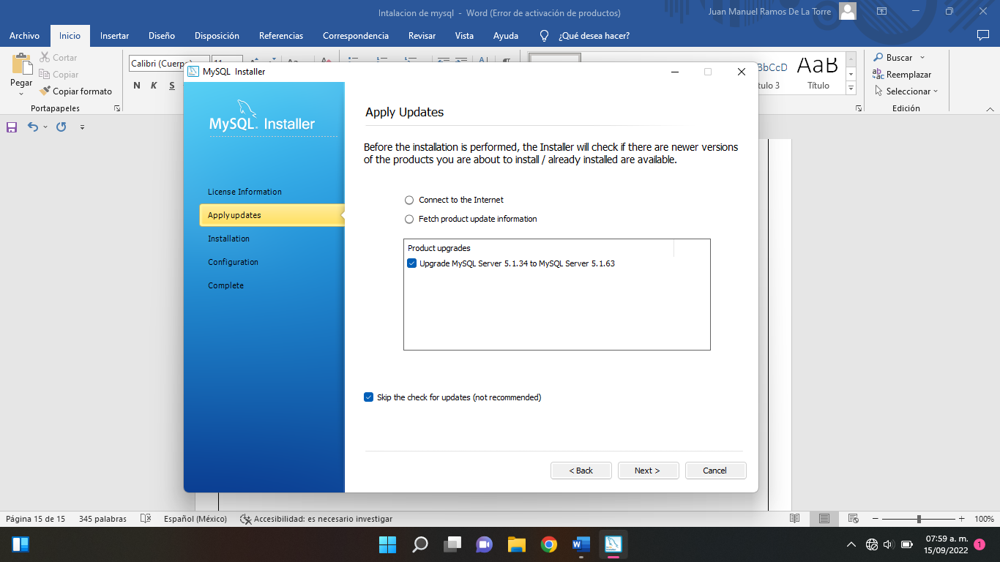 Intalacion de mysql - Word (Error de activación de productos)
Juan Manuel Ramos De La Torre
Archivo
Inicio
Insertar
Diseño
Disposición
Referencias
Correspondencia
Revisar
Vista
Ayuda
¿Qué desea hacer?
Pegar
Cortar
Copiar
Copiar formato
Portapapeles
Calibri (Cuerpo
N K S
BbCcD
AaB
tulo 3
Título
Buscar
Reemplazar
Seleccionar
Edición
MySQL Installer
MySQL. Installer
License Information
Apply updates
Installation
Configuration
Complete
Apply Updates
Before the installation is performed, the Installer will check if there are newer versions
of the products you are about to install / already installed are available.
Connect to the Internet
Fetch product update information
Product upgrades
Upgrade MySQL Server 5.1.34 to MySQL Server 5.1.63
Skip the check for updates (not recommended)
< Back
Next >
Cancel
Página 15 de 15
345 palabras
Español (México)
Accesibilidad: es necesario investigar
100%
07:59 a. m.
15/09/2022
1